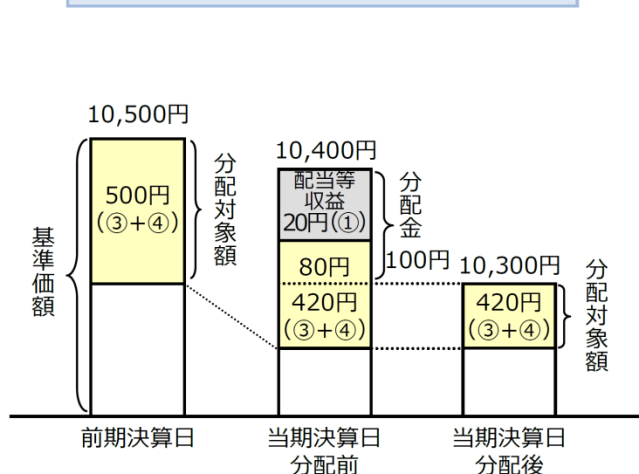 10,500円
500円
(③+④)
分配対象額
基準価額
前期決算日
10,400円
配当等
収益
20円(①)
80円
420円
(③+④)
分配金
100円
当期決算日
分配前
10,300円
420円
(③+④)
分配対象額
当期決算日
分配後